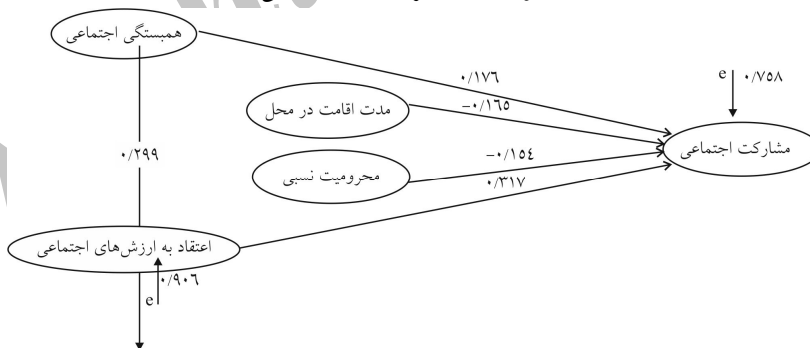 همبستگی اجتماعی
۰/۱۷۶
e ۰/۷۵۸
مدت اقامت در محل
-۰/۱۶۵
مشارکت اجتماعی
۰/۲۹۹
-۰/۱۵٤
محرومیت نسبی
۰/۳۱۷
اعتقاد به ارزش‌های اجتماعی
۰/۹۰۶
e